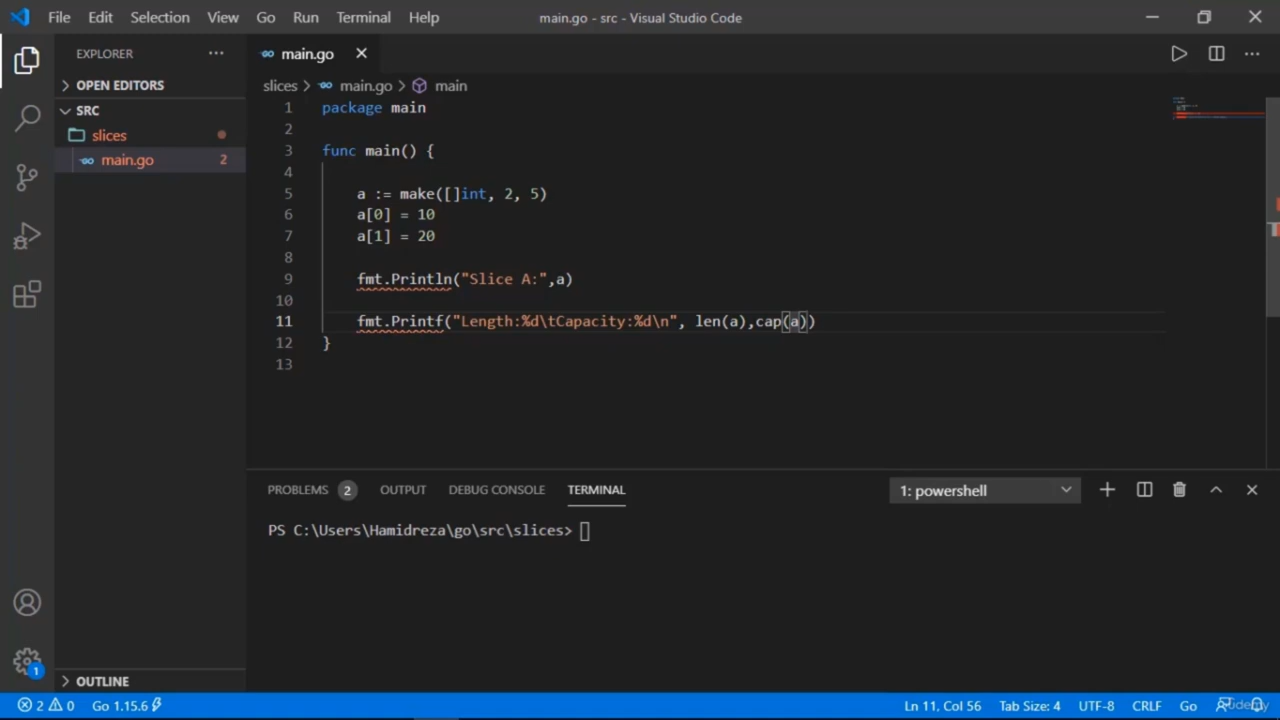 File Edit Selection View Go Run Terminal Help main.go - src - Visual Studio Code
EXPLORER
main.go
OPEN EDITORS
SRC
slices
main.go 2
OUTLINE
slices > main.go > main
1 package main
2
3 func main() {
4
5 a := make([]int, 2, 5)
6 a[0] = 10
7 a[1] = 20
8
9 fmt.Println("Slice A:",a)
10
11 fmt.Printf("Length:%d\tCapacity:%d\n", len(a),cap(a))
12 }
13
PROBLEMS 2 OUTPUT DEBUG CONSOLE TERMINAL 1: powershell
PS C:\Users\Hamidreza\go\src\slices>
1
2 0 Go 1.15.6 Ln 11, Col 56 Tab Size: 4 UTF-8 CRLF Go
Udemy